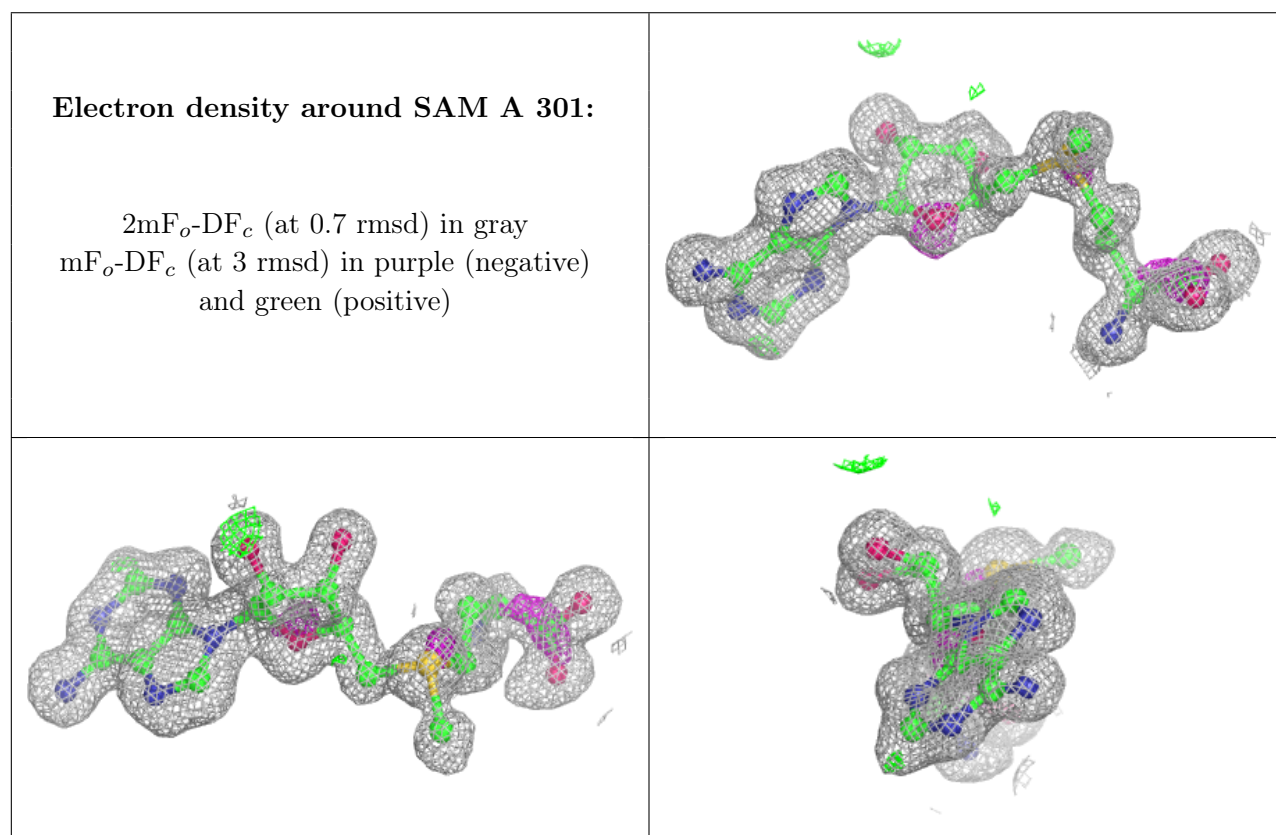 Electron density around SAM A 301:
2mFo-DFc (at 0.7 rmsd) in gray
mFo-DFc (at 3 rmsd) in purple (negative)
and green (positive)